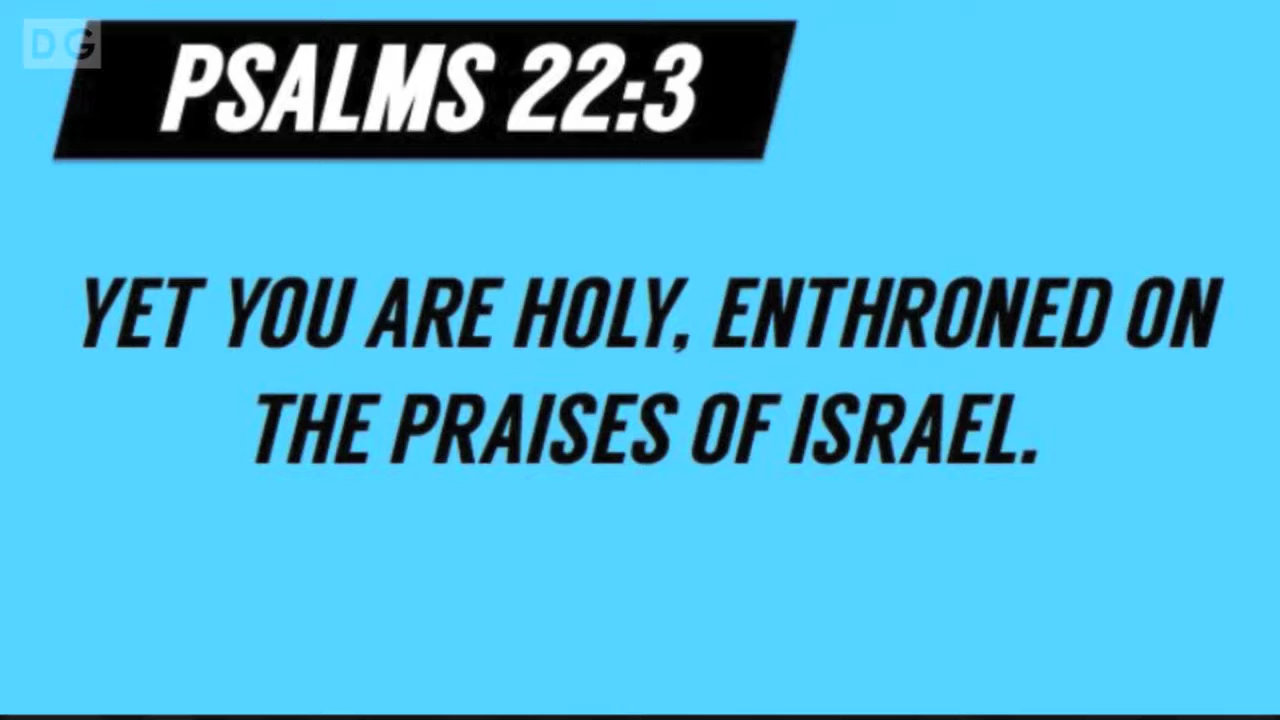 DG
PSALMS 22:3
YET YOU ARE HOLY, ENTHRONED ON
THE PRAISES OF ISRAEL.